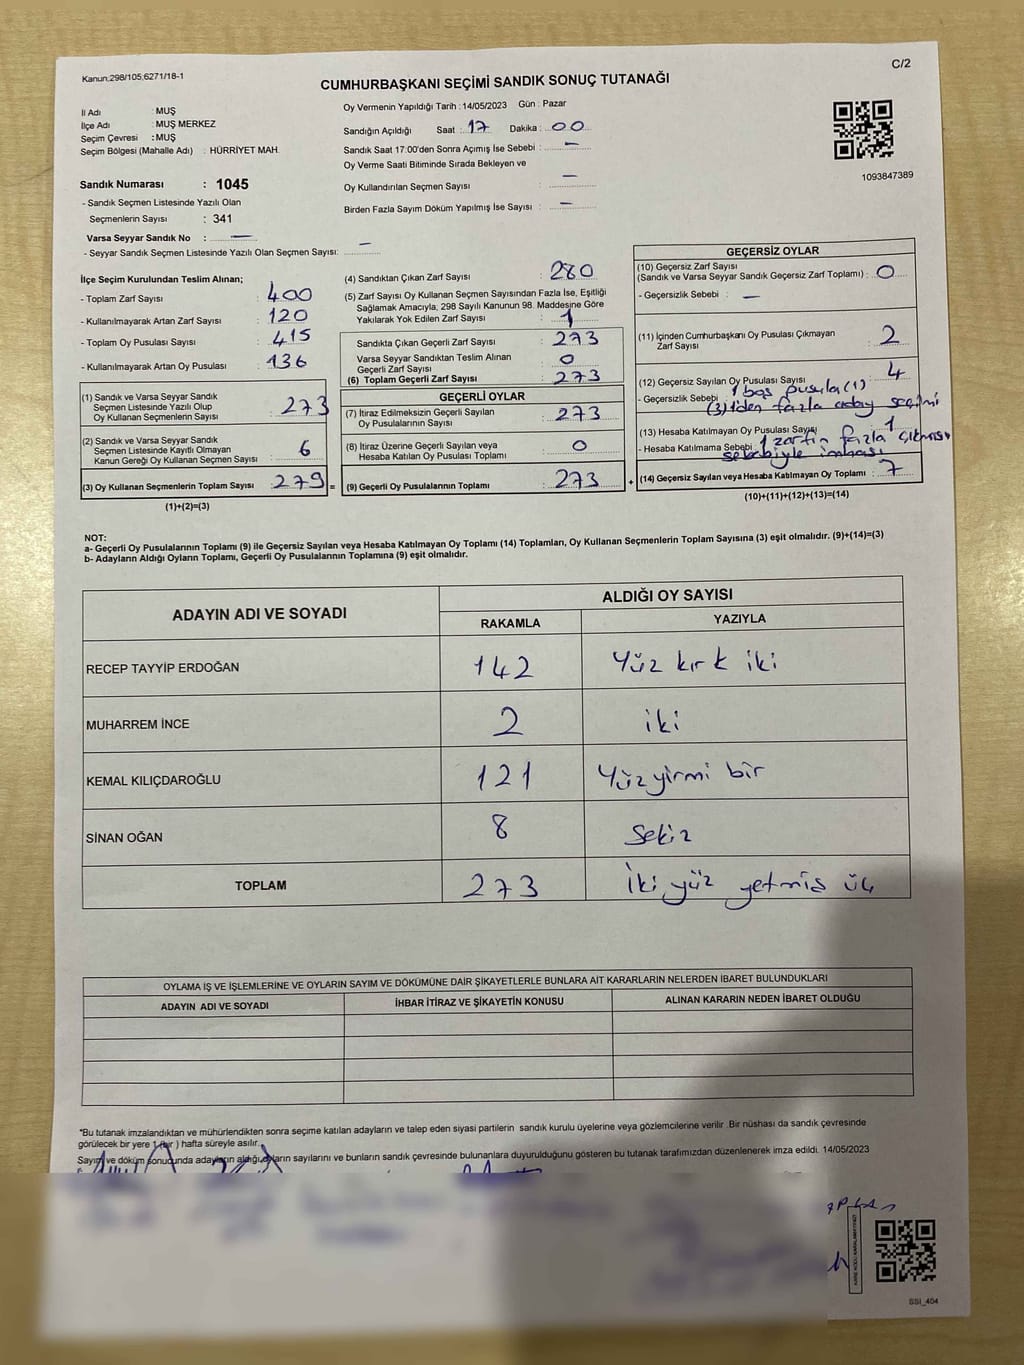 Kanun:298/105;6271/18-1
C/2
CUMHURBAŞKANI SEÇİMİ SANDIK SONUÇ TUTANAĞI
İl Adı : MUŞ
İlçe Adı : MUŞ MERKEZ
Seçim Çevresi : MUŞ
Seçim Bölgesi (Mahalle Adı) : HÜRRİYET MAH.
Sandık Numarası : 1045
- Sandık Seçmen Listesinde Yazılı Olan
Seçmenlerin Sayısı : 341
Varsa Seyyar Sandık No : —
- Seyyar Sandık Seçmen Listesinde Yazılı Olan Seçmen Sayısı: —
Oy Vermenin Yapıldığı Tarih : 14/05/2023 Gün : Pazar
Sandığın Açıldığı Saat : 17 Dakika : 00
Sandık Saat 17:00'den Sonra Açımış İse Sebebi : —
Oy Verme Saati Bitiminde Sırada Bekleyen ve
Oy Kullandırılan Seçmen Sayısı : —
Birden Fazla Sayım Döküm Yapılmış İse Sayısı : —
1093847389
İlçe Seçim Kurulundan Teslim Alınan;
- Toplam Zarf Sayısı : 400
- Kullanılmayarak Artan Zarf Sayısı : 120
- Toplam Oy Pusulası Sayısı : 415
- Kullanılmayarak Artan Oy Pusulası : 136
(1) Sandık ve Varsa Seyyar Sandık
Seçmen Listesinde Yazılı Olup
Oy Kullanan Seçmenlerin Sayısı : 273
(2) Sandık ve Varsa Seyyar Sandık
Seçmen Listesinde Kayıtlı Olmayan
Kanun Gereği Oy Kullanan Seçmen Sayısı : 6
(3) Oy Kullanan Seçmenlerin Toplam Sayısı : 279 =
(1)+(2)=(3)
(4) Sandıktan Çıkan Zarf Sayısı : 280
(5) Zarf Sayısı Oy Kullanan Seçmen Sayısından Fazla İse, Eşitliği
Sağlamak Amacıyla; 298 Sayılı Kanunun 98. Maddesine Göre
Yakılarak Yok Edilen Zarf Sayısı : 1
Sandıkta Çıkan Geçerli Zarf Sayısı : 273
Varsa Seyyar Sandıktan Teslim Alınan
Geçerli Zarf Sayısı : 0
(6) Toplam Geçerli Zarf Sayısı : 273
GEÇERLİ OYLAR
(7) İtiraz Edilmeksizin Geçerli Sayılan
Oy Pusulalarının Sayısı : 273
(8) İtiraz Üzerine Geçerli Sayılan veya
Hesaba Katılan Oy Pusulası Toplamı : 0
(9) Geçerli Oy Pusulalarının Toplamı : 273 +
GEÇERSİZ OYLAR
(10) Geçersiz Zarf Sayısı
(Sandık ve Varsa Seyyar Sandık Geçersiz Zarf Toplamı) : 0
- Geçersizlik Sebebi : —
(11) İçinden Cumhurbaşkanı Oy Pusulası Çıkmayan
Zarf Sayısı : 2
(12) Geçersiz Sayılan Oy Pusulası Sayısı : 4
- Geçersizlik Sebebi : 1 boş pusula (1)
(3) 1'den fazla aday seçimi
(13) Hesaba Katılmayan Oy Pusulası Sayısı : 1
- Hesaba Katılmama Sebebi : 1 zarfın fazla çıkması
sebebiyle imhası
(14) Geçersiz Sayılan veya Hesaba Katılmayan Oy Toplamı : 7
(10)+(11)+(12)+(13)=(14)
NOT:
a- Geçerli Oy Pusulalarının Toplamı (9) ile Geçersiz Sayılan veya Hesaba Katılmayan Oy Toplamı (14) Toplamları, Oy Kullanan Seçmenlerin Toplam Sayısına (3) eşit olmalıdır. (9)+(14)=(3)
b- Adayların Aldığı Oyların Toplamı, Geçerli Oy Pusulalarının Toplamına (9) eşit olmalıdır.
ADAYIN ADI VE SOYADI
ALDIĞI OY SAYISI
RAKAMLA YAZIYLA
RECEP TAYYİP ERDOĞAN 142 Yüz kırk iki
MUHARREM İNCE 2 iki
KEMAL KILIÇDAROĞLU 121 Yüzyirmi bir
SİNAN OĞAN 8 Sekiz
TOPLAM 273 İki yüz yetmiş üç
OYLAMA İŞ VE İŞLEMLERİNE VE OYLARIN SAYIM VE DÖKÜMÜNE DAİR ŞİKAYETLERLE BUNLARA AİT KARARLARIN NELERDEN İBARET BULUNDUKLARI
ADAYIN ADI VE SOYADI İHBAR İTİRAZ VE ŞİKAYETİN KONUSU ALINAN KARARIN NEDEN İBARET OLDUĞU
*Bu tutanak imzalandıktan ve mühürlendikten sonra seçime katılan adayların ve talep eden siyasi partilerin sandık kurulu üyelerine veya gözlemcilerine verilir. Bir nüshası da sandık çevresinde
görülecek bir yere 1 (bir ) hafta süreyle asılır.
Sayım ve döküm sonucunda adayların aldığı oyların sayılarını ve bunların sandık çevresinde bulunanlara duyurulduğunu gösteren bu tutanak tarafımızdan düzenlenerek imza edildi. 14/05/2023
SSI_404